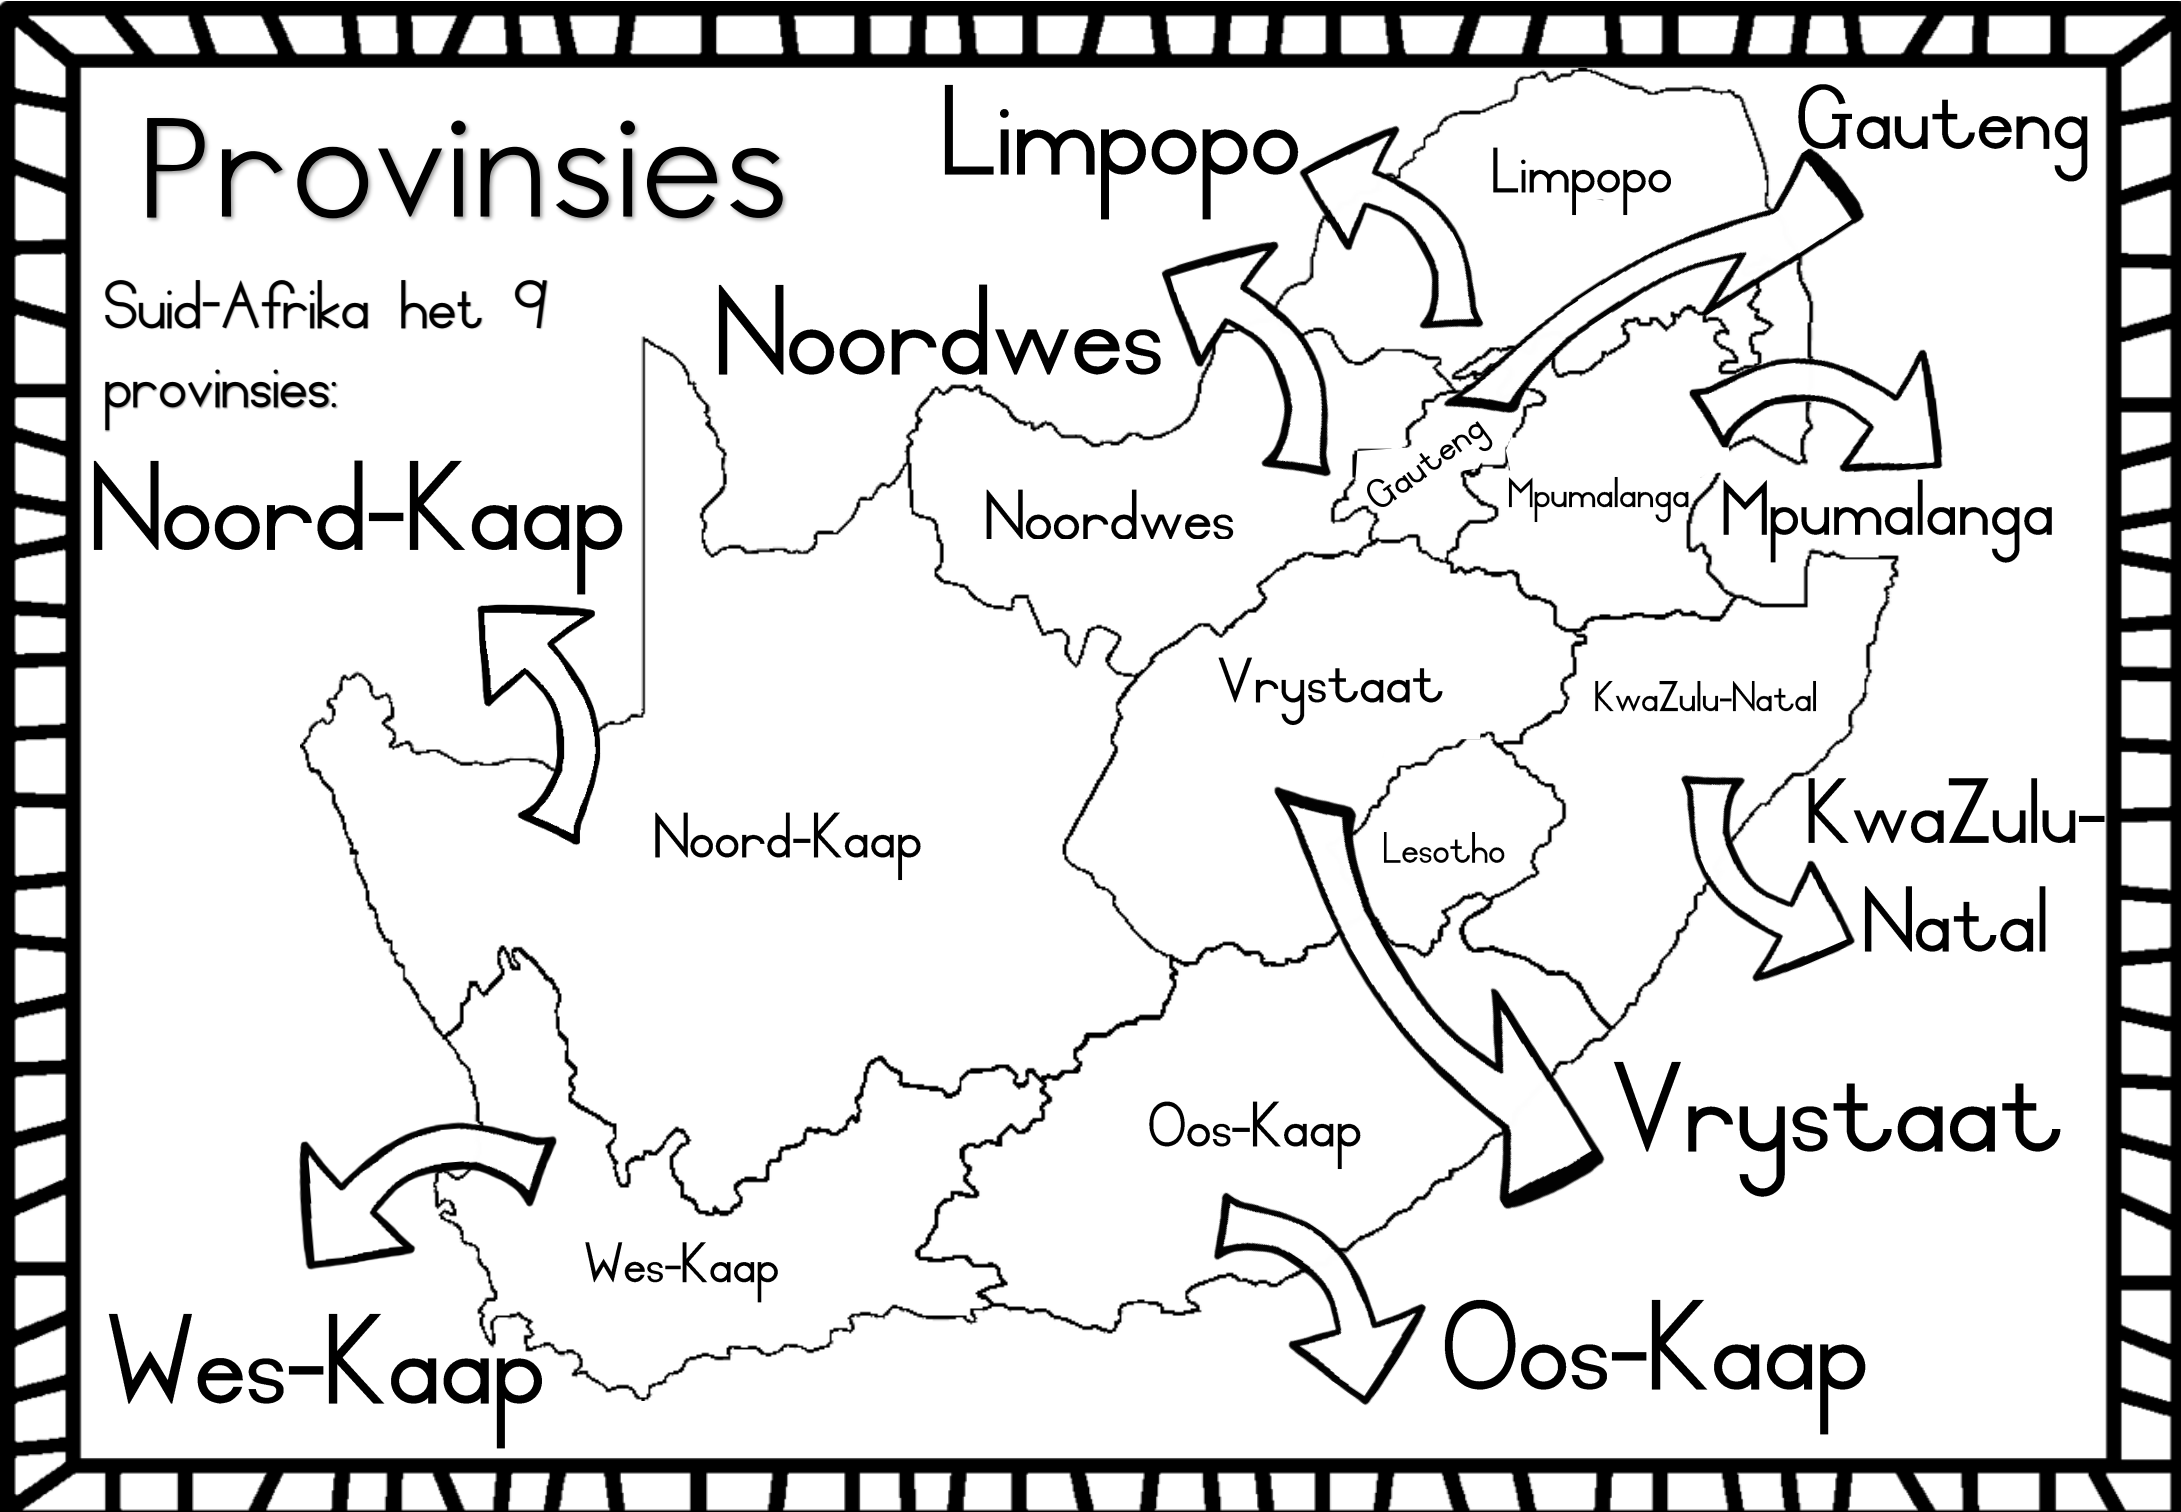 Provinsies
Suid-Afrika het 9
provinsies:
Limpopo
Limpopo
Gauteng
Noordwes
Noord-Kaap
Gauteng
Noordwes
Mpumalanga
Mpumalanga
Vrystaat
KwaZulu-Natal
Noord-Kaap
Lesotho
KwaZulu-
Natal
Oos-Kaap
Vrystaat
Wes-Kaap
Wes-Kaap
Oos-Kaap